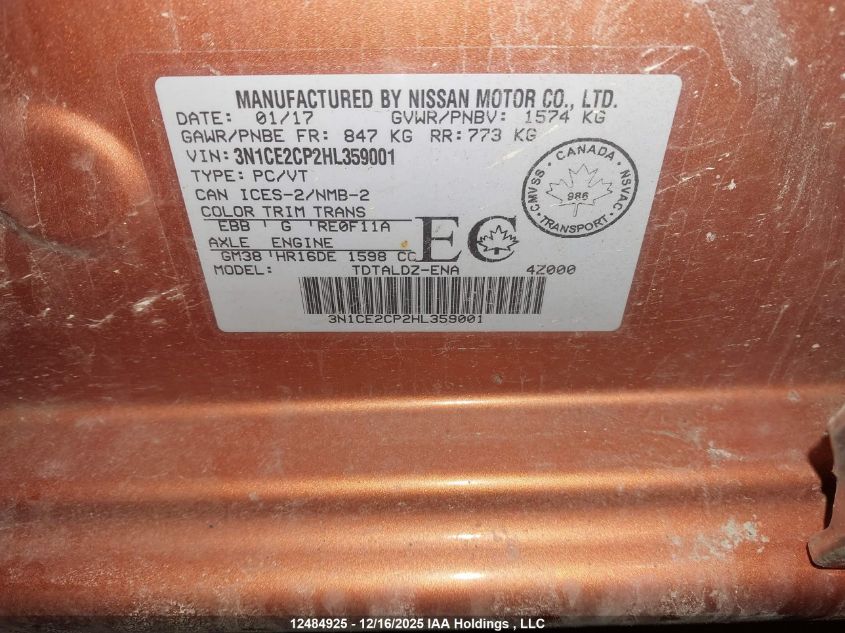 MANUFACTURED BY NISSAN MOTOR CO., LTD.
DATE: 01/17 GVWR/PNBV: 1574 KG
GAWR/PNBE FR: 847 KG RR: 773 KG
VIN: 3N1CE2CP2HL359001
TYPE: PC/VT
CAN ICES-2/NMB-2
COLOR TRIM TRANS
EBB G RE0F11A
AXLE ENGINE
GM38 HR16DE 1598 CC
MODEL: TDTALDZ-ENA 4Z000
EC
CANADA
CMVSS NSVAC
986
TRANSPORT
3N1CE2CP2HL359001
12484925 - 12/16/2025 IAA Holdings , LLC